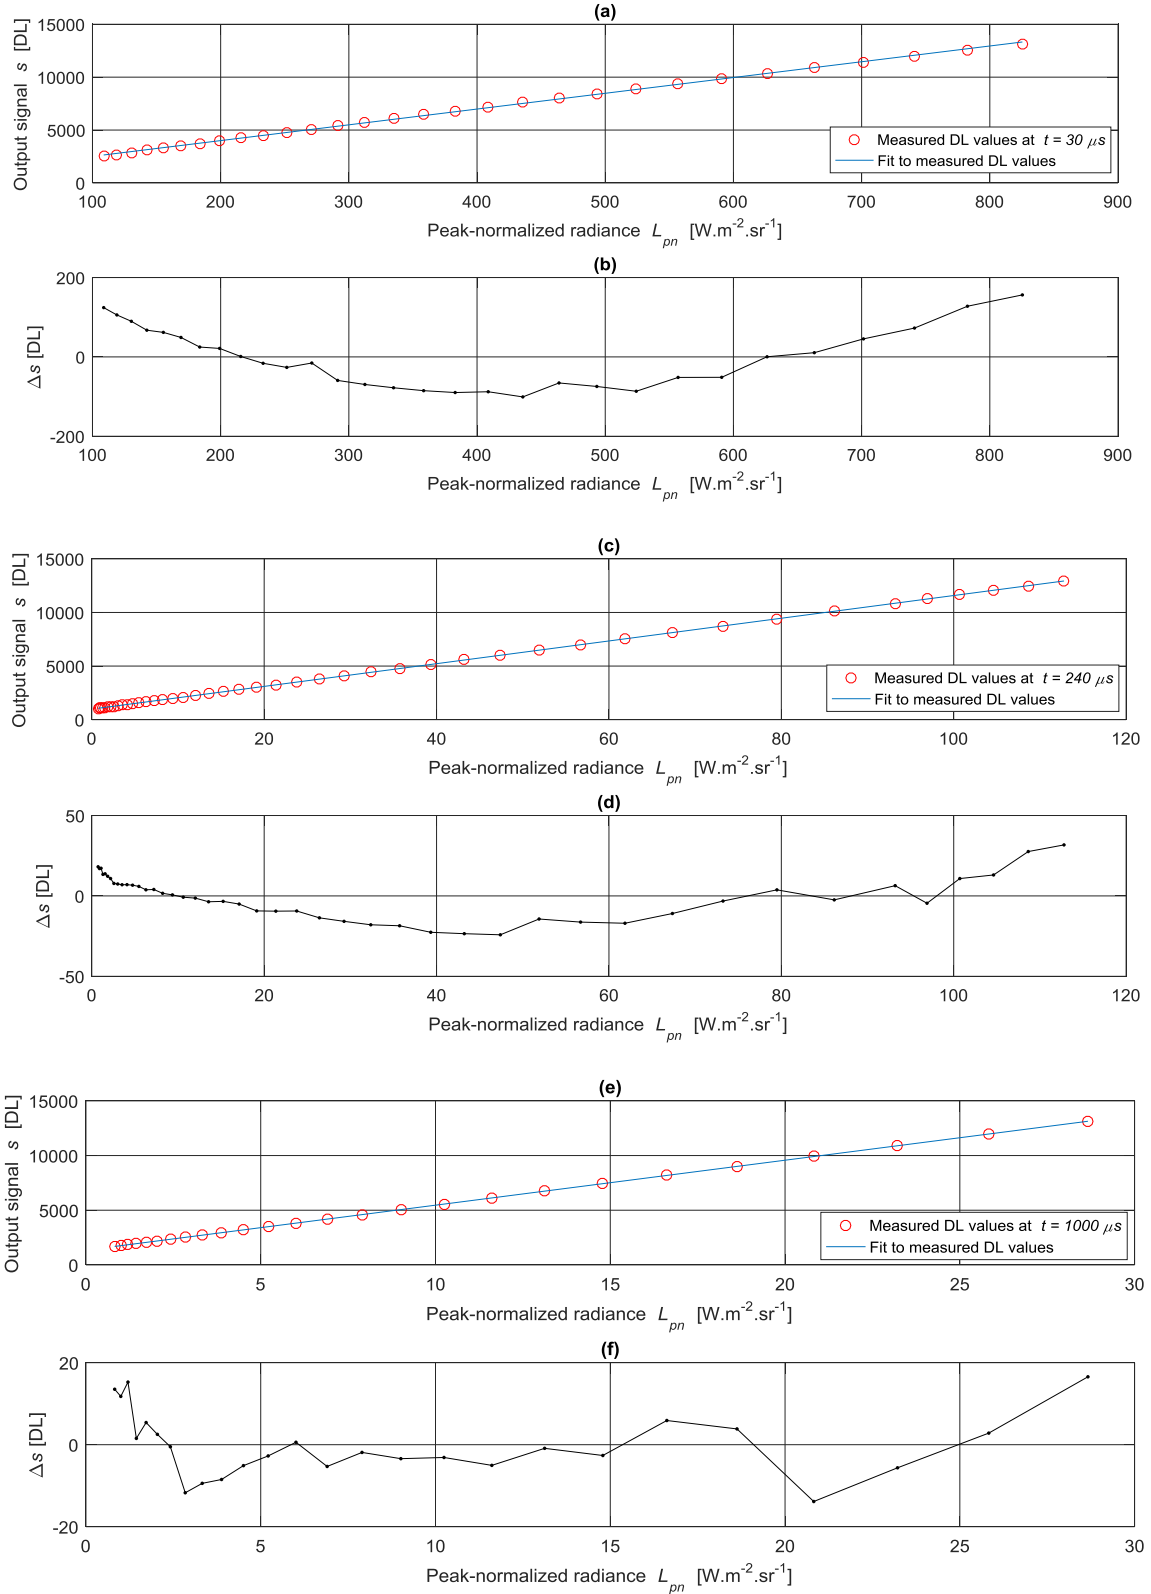 (a)
Output signal s [DL]
15000
10000
5000
0
Measured DL values at t = 30 μs
Fit to measured DL values
100 200 300 400 500 600 700 800 900
Peak-normalized radiance L_pn [W.m^-2.sr^-1]
(b)
Δs [DL]
200
0
-200
100 200 300 400 500 600 700 800 900
Peak-normalized radiance L_pn [W.m^-2.sr^-1]
(c)
Output signal s [DL]
15000
10000
5000
0
Measured DL values at t = 240 μs
Fit to measured DL values
0 20 40 60 80 100 120
Peak-normalized radiance L_pn [W.m^-2.sr^-1]
(d)
Δs [DL]
50
0
-50
0 20 40 60 80 100 120
Peak-normalized radiance L_pn [W.m^-2.sr^-1]
(e)
Output signal s [DL]
15000
10000
5000
0
Measured DL values at t = 1000 μs
Fit to measured DL values
0 5 10 15 20 25 30
Peak-normalized radiance L_pn [W.m^-2.sr^-1]
(f)
Δs [DL]
20
0
-20
0 5 10 15 20 25 30
Peak-normalized radiance L_pn [W.m^-2.sr^-1]